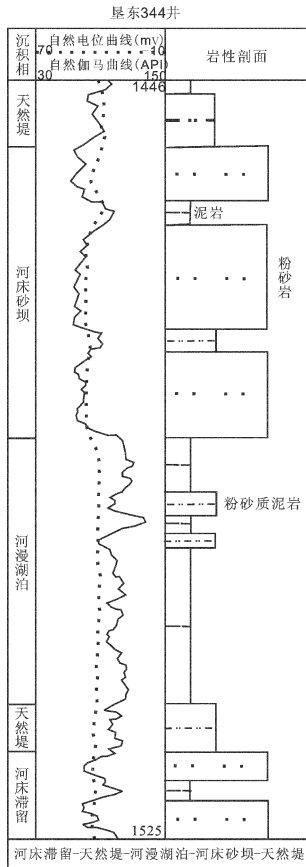 垦东344井
沉积相
自然电位曲线(mv)
70 -10
自然伽马曲线(API)
30 150
岩性剖面
1446
天然堤
泥岩
河床砂坝
粉砂岩
粉砂质泥岩
河漫湖泊
天然堤
河床滞留
1525
河床滞留-天然堤-河漫湖泊-河床砂坝-天然堤